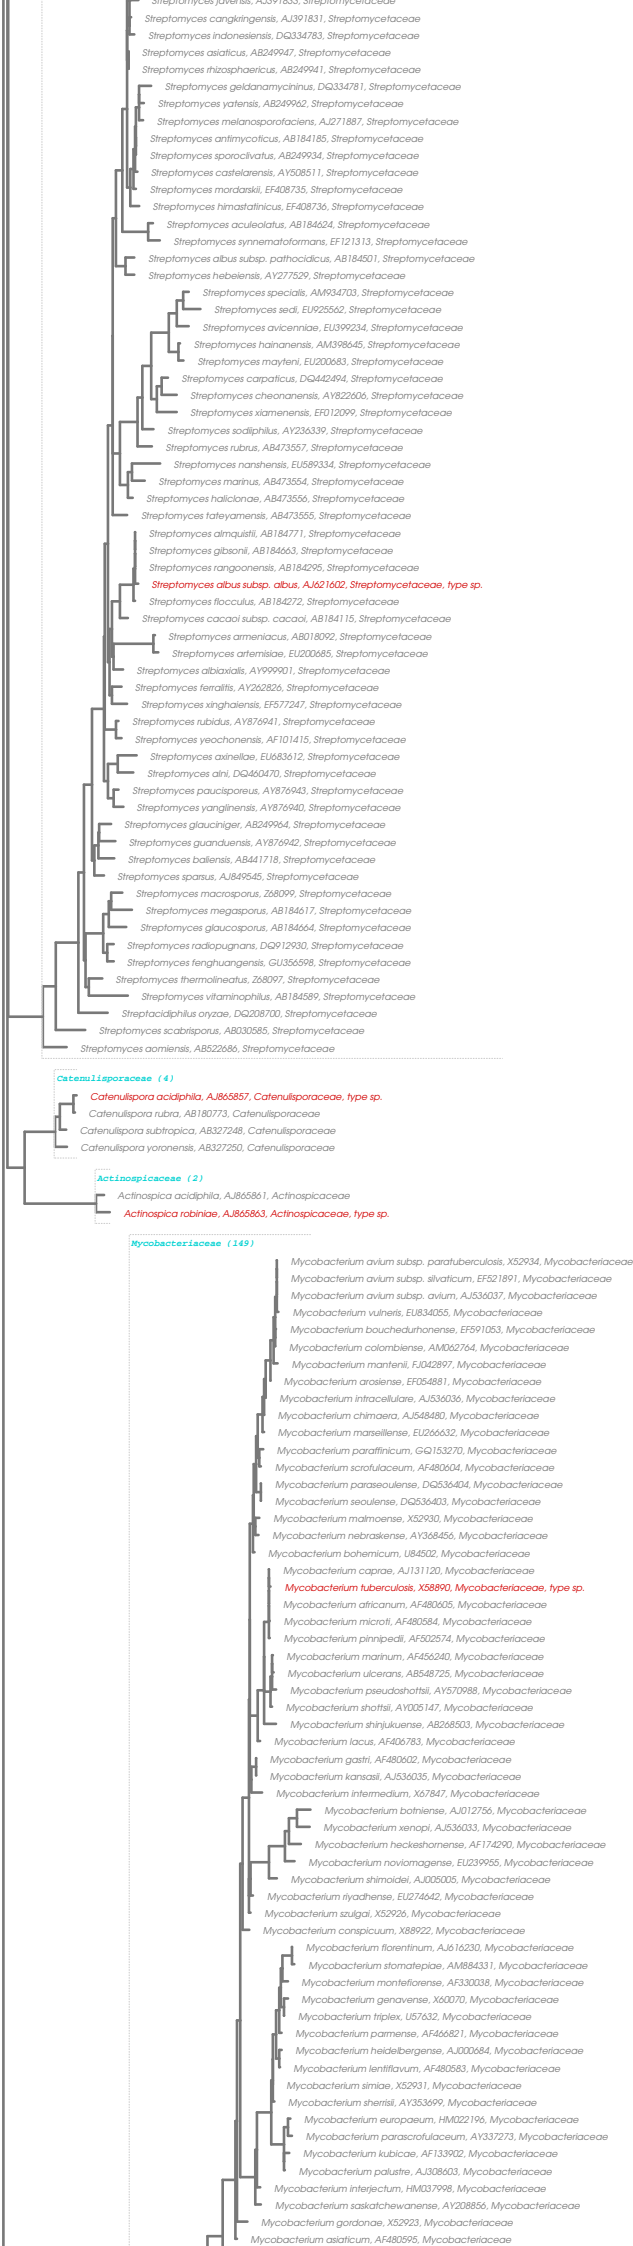 Streptomyces javensis, AJ391833, Streptomycetaceae
Streptomyces cangkringensis, AJ391831, Streptomycetaceae
Streptomyces indonesiensis, DQ334783, Streptomycetaceae
Streptomyces asiaticus, AB249947, Streptomycetaceae
Streptomyces rhizosphaericus, AB249941, Streptomycetaceae
Streptomyces geldanamycininus, DQ334781, Streptomycetaceae
Streptomyces yatensis, AB249962, Streptomycetaceae
Streptomyces melanosporofaciens, AJ271887, Streptomycetaceae
Streptomyces antimycoticus, AB184185, Streptomycetaceae
Streptomyces sporoclivatus, AB249934, Streptomycetaceae
Streptomyces castelarensis, AY508511, Streptomycetaceae
Streptomyces mordarskii, EF408735, Streptomycetaceae
Streptomyces himastatinicus, EF408736, Streptomycetaceae
Streptomyces aculeolatus, AB184624, Streptomycetaceae
Streptomyces synnematoformans, EF121313, Streptomycetaceae
Streptomyces albus subsp. pathocidicus, AB184501, Streptomycetaceae
Streptomyces hebeiensis, AY277529, Streptomycetaceae
Streptomyces specialis, AM934703, Streptomycetaceae
Streptomyces sedi, EU925562, Streptomycetaceae
Streptomyces avicenniae, EU399234, Streptomycetaceae
Streptomyces hainanensis, AM398645, Streptomycetaceae
Streptomyces mayteni, EU200683, Streptomycetaceae
Streptomyces carpaticus, DQ442494, Streptomycetaceae
Streptomyces cheonanensis, AY822606, Streptomycetaceae
Streptomyces xiamenensis, EF012099, Streptomycetaceae
Streptomyces sodiiphilus, AY236339, Streptomycetaceae
Streptomyces rubrus, AB473557, Streptomycetaceae
Streptomyces nanshensis, EU589334, Streptomycetaceae
Streptomyces marinus, AB473554, Streptomycetaceae
Streptomyces haliclonae, AB473556, Streptomycetaceae
Streptomyces tateyamensis, AB473555, Streptomycetaceae
Streptomyces almquistii, AB184771, Streptomycetaceae
Streptomyces gibsonii, AB184663, Streptomycetaceae
Streptomyces rangoonensis, AB184295, Streptomycetaceae
Streptomyces albus subsp. albus, AJ621602, Streptomycetaceae, type sp.
Streptomyces flocculus, AB184272, Streptomycetaceae
Streptomyces cacaoi subsp. cacaoi, AB184115, Streptomycetaceae
Streptomyces armeniacus, AB018092, Streptomycetaceae
Streptomyces artemisiae, EU200685, Streptomycetaceae
Streptomyces albiaxialis, AY999901, Streptomycetaceae
Streptomyces ferralitis, AY262826, Streptomycetaceae
Streptomyces xinghaiensis, EF577247, Streptomycetaceae
Streptomyces rubidus, AY876941, Streptomycetaceae
Streptomyces yeochonensis, AF101415, Streptomycetaceae
Streptomyces axinellae, EU683612, Streptomycetaceae
Streptomyces alni, DQ460470, Streptomycetaceae
Streptomyces paucisporeus, AY876943, Streptomycetaceae
Streptomyces yanglinensis, AY876940, Streptomycetaceae
Streptomyces glauciniger, AB249964, Streptomycetaceae
Streptomyces guanduensis, AY876942, Streptomycetaceae
Streptomyces baliensis, AB441718, Streptomycetaceae
Streptomyces sparsus, AJ849545, Streptomycetaceae
Streptomyces macrosporus, Z68099, Streptomycetaceae
Streptomyces megasporus, AB184617, Streptomycetaceae
Streptomyces glaucosporus, AB184664, Streptomycetaceae
Streptomyces radiopugnans, DQ912930, Streptomycetaceae
Streptomyces fenghuangensis, GU356598, Streptomycetaceae
Streptomyces thermolineatus, Z68097, Streptomycetaceae
Streptomyces vitaminophilus, AB184589, Streptomycetaceae
Streptacidiphilus oryzae, DQ208700, Streptomycetaceae
Streptomyces scabrisporus, AB030585, Streptomycetaceae
Streptomyces aomiensis, AB522686, Streptomycetaceae
Catenulisporaceae (4)
Catenulispora acidiphila, AJ865857, Catenulisporaceae, type sp.
Catenulispora rubra, AB180773, Catenulisporaceae
Catenulispora subtropica, AB327248, Catenulisporaceae
Catenulispora yoronensis, AB327250, Catenulisporaceae
Actinospicaceae (2)
Actinospica acidiphila, AJ865861, Actinospicaceae
Actinospica robiniae, AJ865863, Actinospicaceae, type sp.
Mycobacteriaceae (149)
Mycobacterium avium subsp. paratuberculosis, X52934, Mycobacteriaceae
Mycobacterium avium subsp. silvaticum, EF521891, Mycobacteriaceae
Mycobacterium avium subsp. avium, AJ536037, Mycobacteriaceae
Mycobacterium vulneris, EU834055, Mycobacteriaceae
Mycobacterium bouchedurhonense, EF591053, Mycobacteriaceae
Mycobacterium colombiense, AM062764, Mycobacteriaceae
Mycobacterium mantenii, FJ042897, Mycobacteriaceae
Mycobacterium arosiense, EF054881, Mycobacteriaceae
Mycobacterium intracellulare, AJ536036, Mycobacteriaceae
Mycobacterium chimaera, AJ548480, Mycobacteriaceae
Mycobacterium marseillense, EU266632, Mycobacteriaceae
Mycobacterium paraffinicum, GQ153270, Mycobacteriaceae
Mycobacterium scrofulaceum, AF480604, Mycobacteriaceae
Mycobacterium paraseoulense, DQ536404, Mycobacteriaceae
Mycobacterium seoulense, DQ536403, Mycobacteriaceae
Mycobacterium malmoense, X52930, Mycobacteriaceae
Mycobacterium nebraskense, AY368456, Mycobacteriaceae
Mycobacterium bohemicum, U84502, Mycobacteriaceae
Mycobacterium caprae, AJ131120, Mycobacteriaceae
Mycobacterium tuberculosis, X58890, Mycobacteriaceae, type sp.
Mycobacterium africanum, AF480605, Mycobacteriaceae
Mycobacterium microti, AF480584, Mycobacteriaceae
Mycobacterium pinnipedii, AF502574, Mycobacteriaceae
Mycobacterium marinum, AF456240, Mycobacteriaceae
Mycobacterium ulcerans, AB548725, Mycobacteriaceae
Mycobacterium pseudoshottsii, AY570988, Mycobacteriaceae
Mycobacterium shottsii, AY005147, Mycobacteriaceae
Mycobacterium shinjukuense, AB268503, Mycobacteriaceae
Mycobacterium lacus, AF406783, Mycobacteriaceae
Mycobacterium gastri, AF480602, Mycobacteriaceae
Mycobacterium kansasii, AJ536035, Mycobacteriaceae
Mycobacterium intermedium, X67847, Mycobacteriaceae
Mycobacterium botniense, AJ012756, Mycobacteriaceae
Mycobacterium xenopi, AJ536033, Mycobacteriaceae
Mycobacterium heckeshornense, AF174290, Mycobacteriaceae
Mycobacterium noviomagense, EU239955, Mycobacteriaceae
Mycobacterium shimoidei, AJ005005, Mycobacteriaceae
Mycobacterium riyadhense, EU274642, Mycobacteriaceae
Mycobacterium szulgai, X52926, Mycobacteriaceae
Mycobacterium conspicuum, X88922, Mycobacteriaceae
Mycobacterium florentinum, AJ616230, Mycobacteriaceae
Mycobacterium stomatepiae, AM884331, Mycobacteriaceae
Mycobacterium montefiorense, AF330038, Mycobacteriaceae
Mycobacterium genavense, X60070, Mycobacteriaceae
Mycobacterium triplex, U57632, Mycobacteriaceae
Mycobacterium parmense, AF466821, Mycobacteriaceae
Mycobacterium heidelbergense, AJ000684, Mycobacteriaceae
Mycobacterium lentiflavum, AF480583, Mycobacteriaceae
Mycobacterium simiae, X52931, Mycobacteriaceae
Mycobacterium sherrisii, AY353699, Mycobacteriaceae
Mycobacterium europaeum, HM022196, Mycobacteriaceae
Mycobacterium parascrofulaceum, AY337273, Mycobacteriaceae
Mycobacterium kubicae, AF133902, Mycobacteriaceae
Mycobacterium palustre, AJ308603, Mycobacteriaceae
Mycobacterium interjectum, HM037998, Mycobacteriaceae
Mycobacterium saskatchewanense, AY208856, Mycobacteriaceae
Mycobacterium gordonae, X52923, Mycobacteriaceae
Mycobacterium asiaticum, AF480595, Mycobacteriaceae